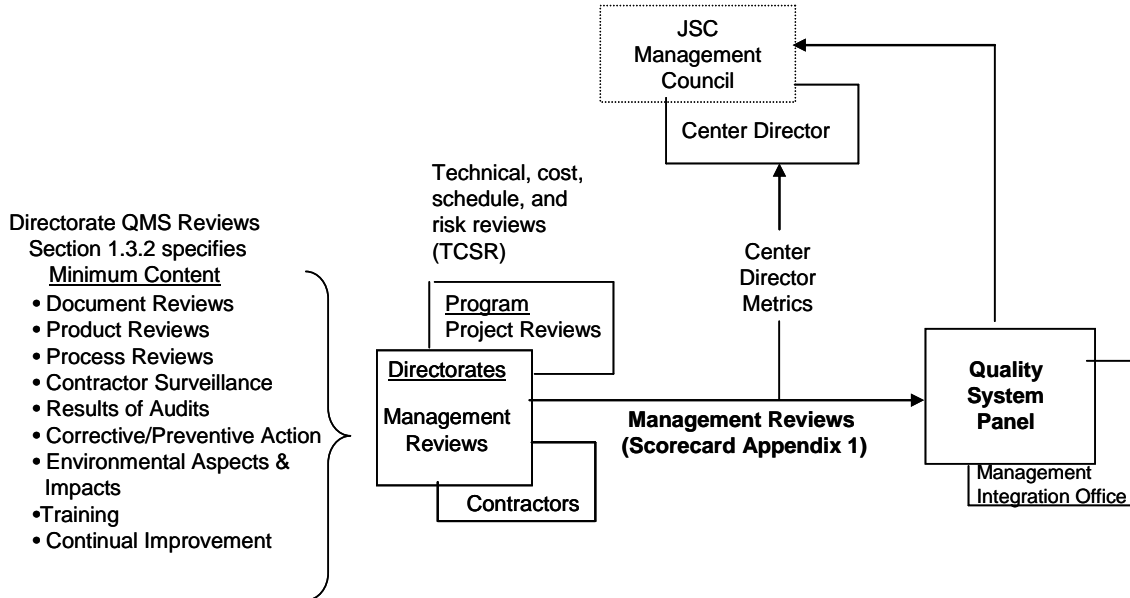 JSC
Management
Council
Center Director
Technical, cost,
schedule, and
risk reviews
(TCSR)
Directorate QMS Reviews
Section 1.3.2 specifies
Minimum Content
• Document Reviews
• Product Reviews
• Process Reviews
• Contractor Surveillance
• Results of Audits
• Corrective/Preventive Action
• Environmental Aspects &
Impacts
•Training
• Continual Improvement
Program
Project Reviews
Directorates
Management
Reviews
Contractors
Center
Director
Metrics
Management Reviews
(Scorecard Appendix 1)
Quality
System
Panel
Management
Integration Office